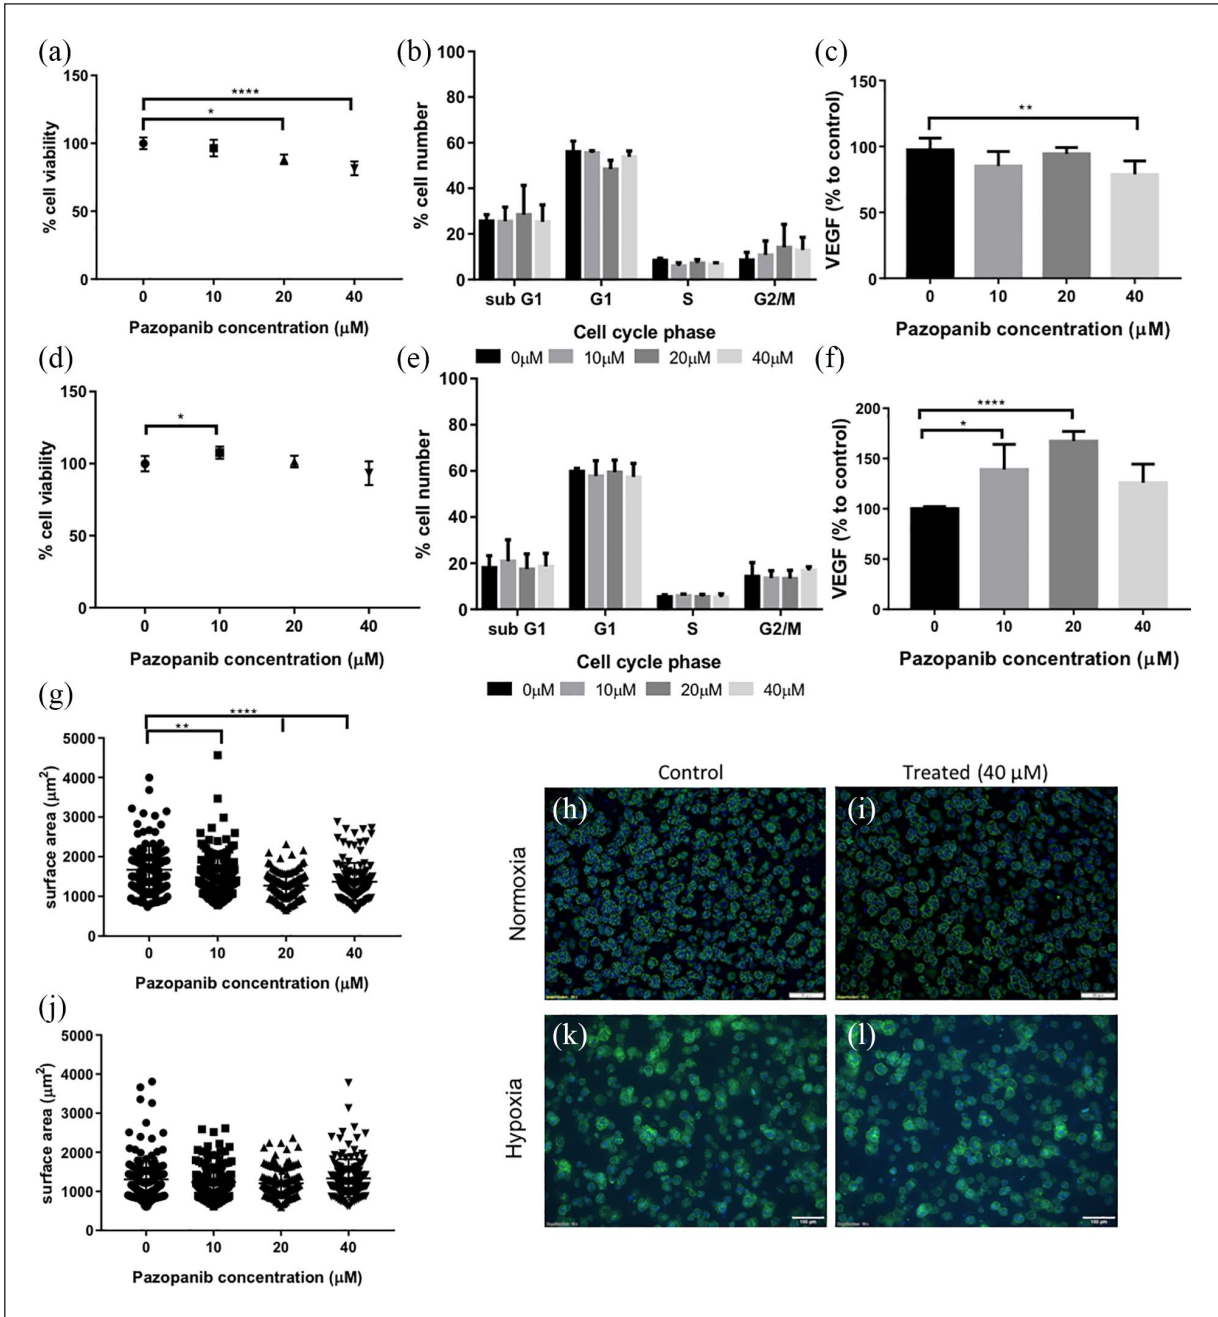 (a)
150
100
50
0
% cell viability
****
*
0 10 20 40
Pazopanib concentration (μM)
(b)
100
80
60
40
20
0
% cell number
sub G1 G1 S G2/M
Cell cycle phase
0μM 10μM 20μM 40μM
(c)
150
100
50
0
VEGF (% to control)
**
0 10 20 40
Pazopanib concentration (μM)
(d)
150
100
50
0
% cell viability
*
0 10 20 40
Pazopanib concentration (μM)
(e)
100
80
60
40
20
0
% cell number
sub G1 G1 S G2/M
Cell cycle phase
0μM 10μM 20μM 40μM
(f)
200
150
100
50
0
VEGF (% to control)
****
*
0 10 20 40
Pazopanib concentration (μM)
(g)
5000
4000
3000
2000
1000
0
surface area (μm²)
****
**
0 10 20 40
Pazopanib concentration (μM)
Control Treated (40 μM)
Normoxia
(h) (i)
Hypoxia
(k) (l)
100 μm 100 μm
(j)
5000
4000
3000
2000
1000
0
surface area (μm²)
0 10 20 40
Pazopanib concentration (μM)